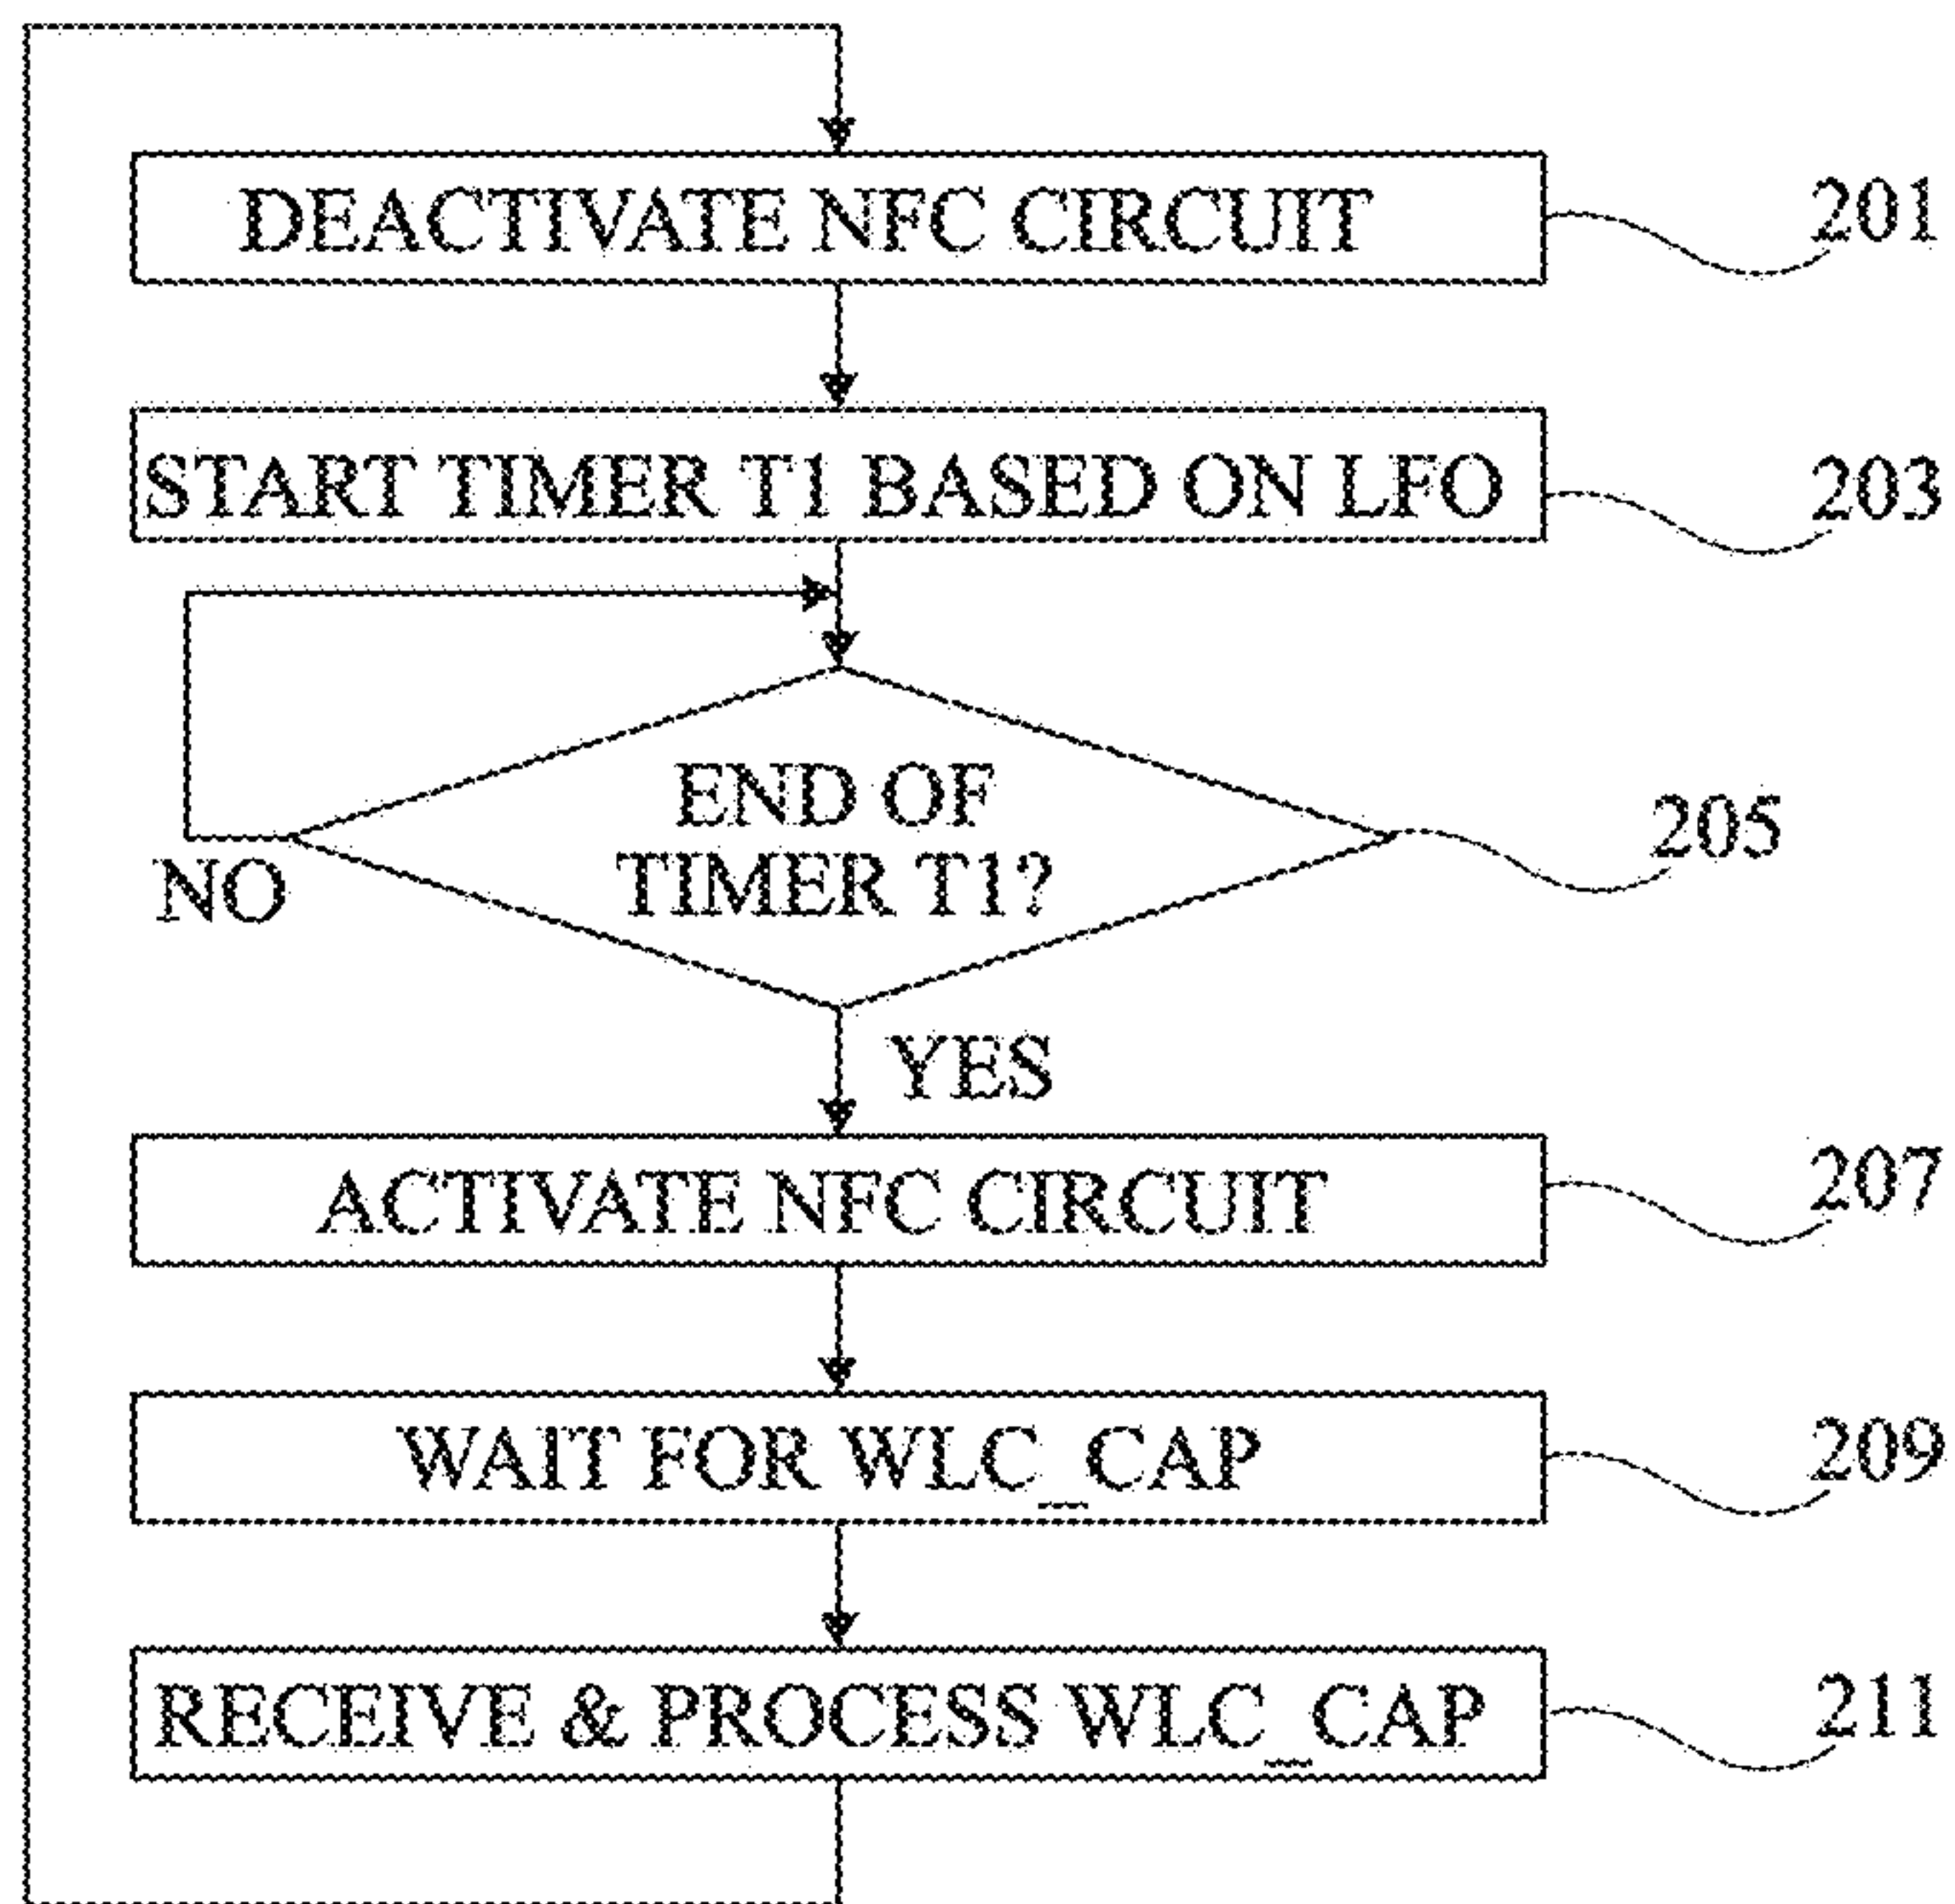 DEACTIVATE NFC CIRCUIT
201
START TIMER T1 BASED ON LFO
203
END OF
TIMER T1?
205
NO
YES
ACTIVATE NFC CIRCUIT
207
WAIT FOR WLC_CAP
209
RECEIVE & PROCESS WLC_CAP
211